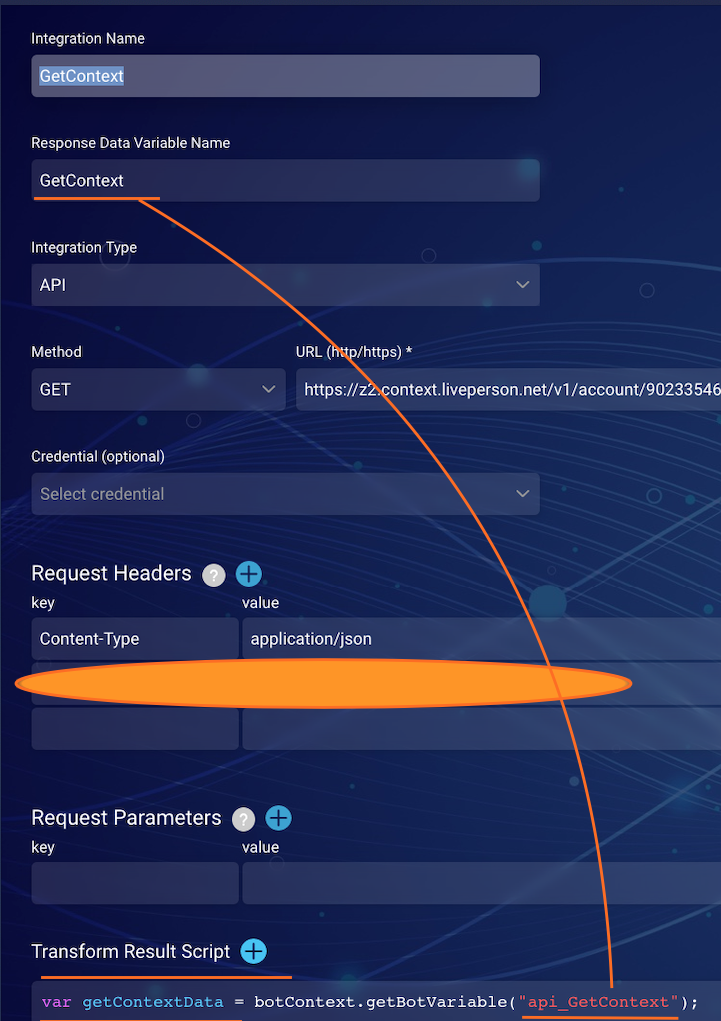 Integration Name
GetContext
Response Data Variable Name
GetContext
Integration Type
API
Method URL (http/https) *
GET https://z2.context.liveperson.net/v1/account/90233546
Credential (optional)
Select credential
Request Headers ? +
key value
Content-Type application/json
Request Parameters ? +
key value
Transform Result Script +
var getContextData = botContext.getBotVariable("api_GetContext");